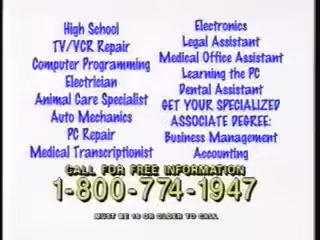 High School
TV/VCR Repair
Computer Programming
Electrician
Animal Care Specialist
Auto Mechanics
PC Repair
Medical Transcriptionist
Electronics
Legal Assistant
Medical Office Assistant
Learning the PC
Dental Assistant
GET YOUR SPECIALIZED
ASSOCIATE DEGREE:
Business Management
Accounting
CALL FOR FREE INFORMATION
1-800-774-1947
MUST BE 16 OR OLDER TO CALL